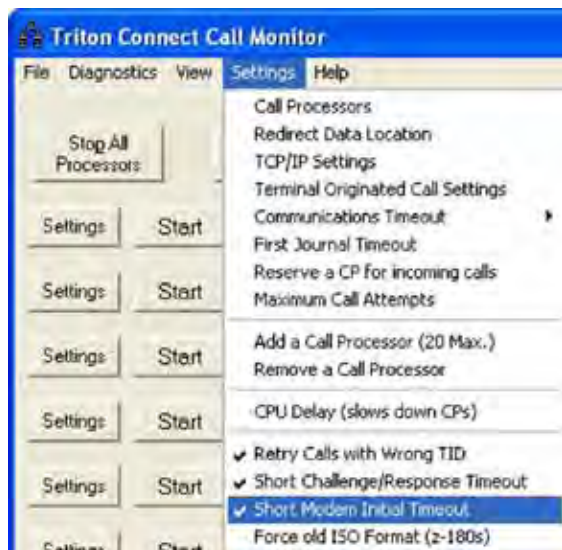 Triton Connect Call Monitor
File Diagnostics View Settings Help
Stop All
Processors
Settings Start
Settings Start
Settings Start
Settings Start
Settings Start
Settings Start
Call Processors
Redirect Data Location
TCP/IP Settings
Terminal Originated Call Settings
Communications Timeout
First Journal Timeout
Reserve a CP for incoming calls
Maximum Call Attempts
Add a Call Processor (20 Max.)
Remove a Call Processor
CPU Delay (slows down CPs)
Retry Calls with Wrong TID
Short Challenge/Response Timeout
Short Modem Initial Timeout
Force old ISO Format (z-180s)